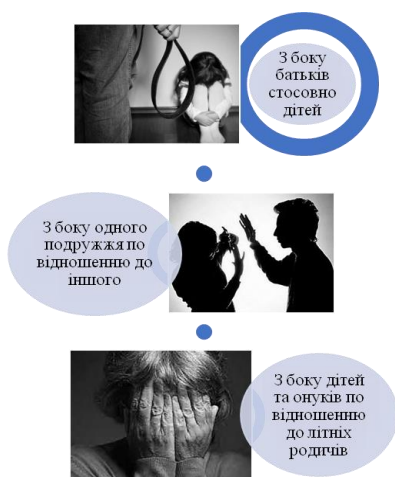 З боку
батьків
стосовно
дітей
З боку одного
подружжя по
відношенню до
іншого
З боку дітей
та онуків по
відношенню
до літніх
родичів